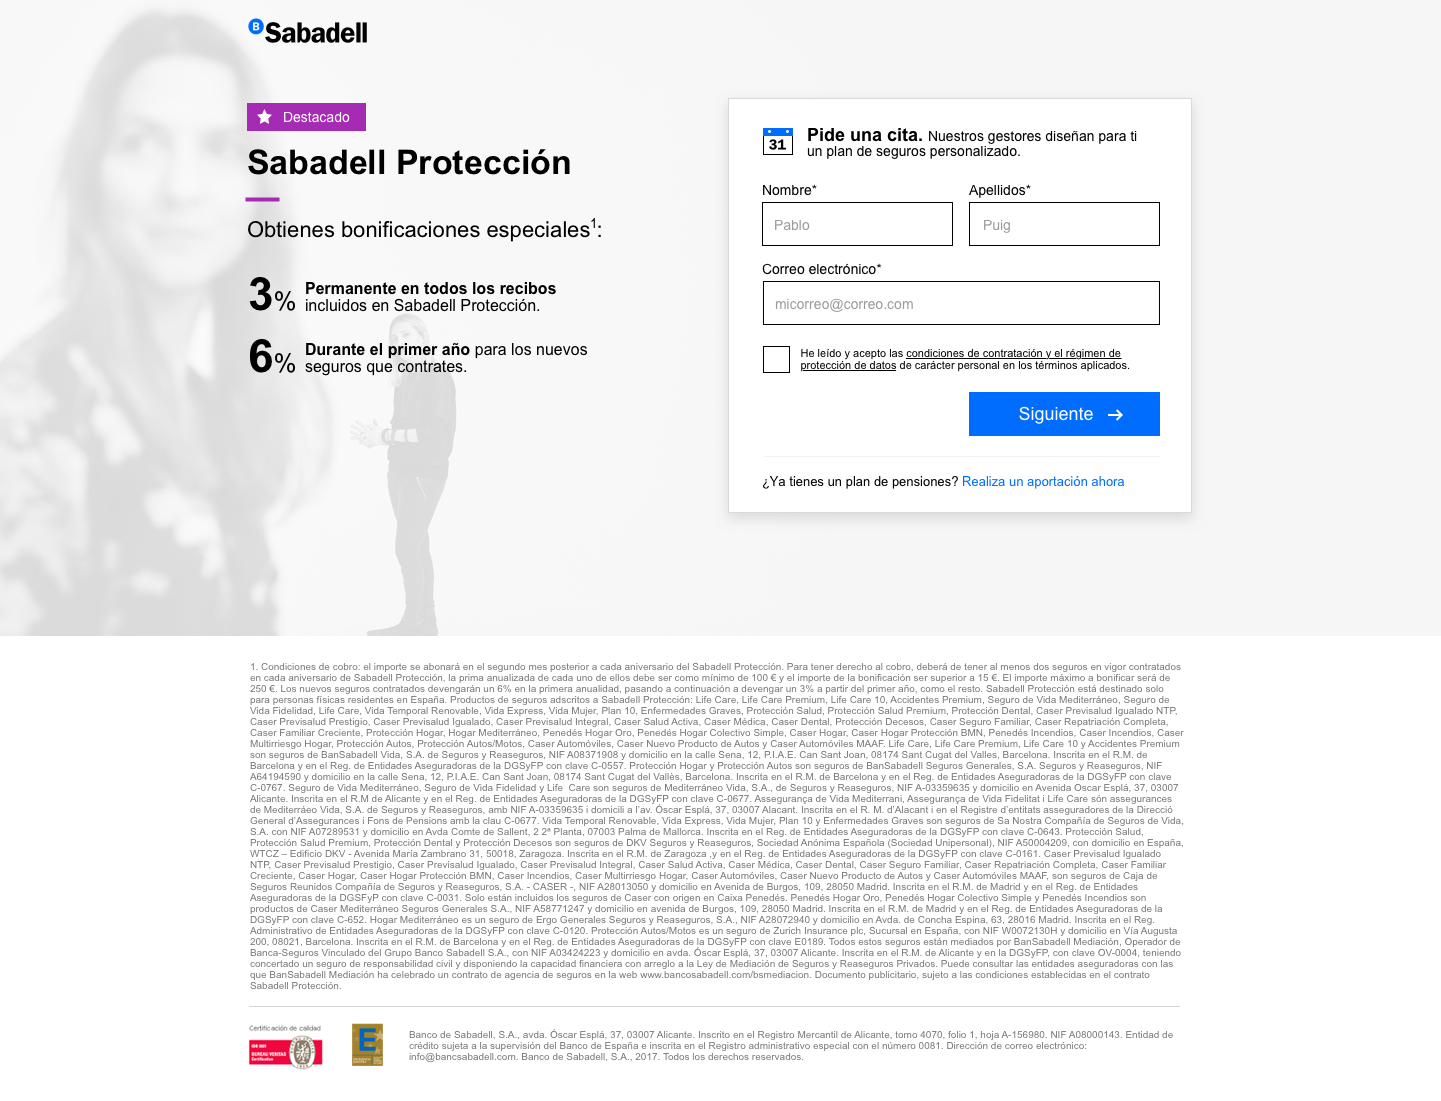 B Sabadell
Destacado
Sabadell Protección
Obtienes bonificaciones especiales¹:
3% Permanente en todos los recibos
incluidos en Sabadell Protección.
6% Durante el primer año para los nuevos
seguros que contrates.
31
Pide una cita. Nuestros gestores diseñan para ti
un plan de seguros personalizado.
Nombre* Apellidos*
Pablo Puig
Correo electrónico*
micorreo@correo.com
He leído y acepto las condiciones de contratación y el régimen de
protección de datos de carácter personal en los términos aplicados.
Siguiente →
¿Ya tienes un plan de pensiones? Realiza un aportación ahora
1. Condiciones de cobro: el importe se abonará en el segundo mes posterior a cada aniversario del Sabadell Protección. Para tener derecho al cobro, deberá de tener al menos dos seguros en vigor contratados
en cada aniversario de Sabadell Protección, la prima anualizada de cada uno de ellos debe ser como mínimo de 100 € y el importe de la bonificación ser superior a 15 €. El importe máximo a bonificar será de
250 €. Los nuevos seguros contratados devengarán un 6% en la primera anualidad, pasando a continuación a devengar un 3% a partir del primer año, como el resto. Sabadell Protección está destinado solo
para personas físicas residentes en España. Productos de seguros adscritos a Sabadell Protección: Life Care, Life Care Premium, Life Care 10, Accidentes Premium, Seguro de Vida Mediterráneo, Seguro de
Vida Fidelidad, Life Care, Vida Temporal Renovable, Vida Express, Vida Mujer, Plan 10, Enfermedades Graves, Protección Salud, Protección Salud Premium, Protección Dental, Caser Previsalud Igualado NTP,
Caser Previsalud Prestigio, Caser Previsalud Igualado, Caser Previsalud Integral, Caser Salud Activa, Caser Médica, Caser Dental, Protección Decesos, Caser Seguro Familiar, Caser Repatriación Completa,
Caser Familiar Creciente, Protección Hogar, Hogar Mediterráneo, Penedés Hogar Oro, Penedés Hogar Colectivo Simple, Caser Hogar, Caser Hogar Protección BMN, Penedés Incendios, Caser Incendios, Caser
Multirriesgo Hogar, Protección Autos, Protección Autos/Motos, Caser Automóviles, Caser Nuevo Producto de Autos y Caser Automóviles MAAF. Life Care, Life Care Premium, Life Care 10 y Accidentes Premium
son seguros de BanSabadell Vida, S.A. de Seguros y Reaseguros, NIF A08371908 y domicilio en la calle Sena, 12, P.I.A.E. Can Sant Joan, 08174 Sant Cugat del Valles, Barcelona. Inscrita en el R.M. de
Barcelona y en el Reg. de Entidades Aseguradoras de la DGSyFP con clave C-0557. Protección Hogar y Protección Autos son seguros de BanSabadell Seguros Generales, S.A. Seguros y Reaseguros, NIF
A64194590 y domicilio en la calle Sena, 12, P.I.A.E. Can Sant Joan, 08174 Sant Cugat del Vallès, Barcelona. Inscrita en el R.M. de Barcelona y en el Reg. de Entidades Aseguradoras de la DGSyFP con clave
C-0767. Seguro de Vida Mediterráneo, Seguro de Vida Fidelidad y Life Care son seguros de Mediterráneo Vida, S.A., de Seguros y Reaseguros, NIF A-03359635 y domicilio en Avenida Oscar Esplá, 37, 03007
Alicante. Inscrita en el R.M de Alicante y en el Reg. de Entidades Aseguradoras de la DGSyFP con clave C-0677. Assegurança de Vida Mediterrani, Assegurança de Vida Fidelitat i Life Care són assegurances
de Mediterráeo Vida, S.A. de Seguros y Reaseguros, amb NIF A-03359635 i domicili a l'av. Óscar Esplá, 37, 03007 Alacant. Inscrita en el R. M. d'Alacant i en el Registre d'entitats asseguradores de la Direcció
General d'Assegurances i Fons de Pensions amb la clau C-0677. Vida Temporal Renovable, Vida Express, Vida Mujer, Plan 10 y Enfermedades Graves son seguros de Sa Nostra Compañía de Seguros de Vida,
S.A. con NIF A07289531 y domicilio en Avda Comte de Sallent, 2 2ª Planta, 07003 Palma de Mallorca. Inscrita en el Reg. de Entidades Aseguradoras de la DGSyFP con clave C-0643. Protección Salud,
Protección Salud Premium, Protección Dental y Protección Decesos son seguros de DKV Seguros y Reaseguros, Sociedad Anónima Española (Sociedad Unipersonal), NIF A50004209, con domicilio en España,
WTCZ – Edificio DKV - Avenida María Zambrano 31, 50018, Zaragoza. Inscrita en el R.M. de Zaragoza ,y en el Reg. de Entidades Aseguradoras de la DGSyFP con clave C-0161. Caser Previsalud Igualado
NTP, Caser Previsalud Prestigio, Caser Previsalud Igualado, Caser Previsalud Integral, Caser Salud Activa, Caser Médica, Caser Dental, Caser Seguro Familiar, Caser Repatriación Completa, Caser Familiar
Creciente, Caser Hogar, Caser Hogar Protección BMN, Caser Incendios, Caser Multirriesgo Hogar, Caser Automóviles, Caser Nuevo Producto de Autos y Caser Automóviles MAAF, son seguros de Caja de
Seguros Reunidos Compañía de Seguros y Reaseguros, S.A. - CASER -, NIF A28013050 y domicilio en Avenida de Burgos, 109, 28050 Madrid. Inscrita en el R.M. de Madrid y en el Reg. de Entidades
Aseguradoras de la DGSFyP con clave C-0031. Solo están incluidos los seguros de Caser con origen en Caixa Penedés. Penedés Hogar Oro, Penedés Hogar Colectivo Simple y Penedés Incendios son
productos de Caser Mediterráneo Seguros Generales S.A., NIF A58771247 y domicilio en avenida de Burgos, 109, 28050 Madrid. Inscrita en el R.M. de Madrid y en el Reg. de Entidades Aseguradoras de la
DGSyFP con clave C-652. Hogar Mediterráneo es un seguro de Ergo Generales Seguros y Reaseguros, S.A., NIF A28072940 y domicilio en Avda. de Concha Espina, 63, 28016 Madrid. Inscrita en el Reg.
Administrativo de Entidades Aseguradoras de la DGSyFP con clave C-0120. Protección Autos/Motos es un seguro de Zurich Insurance plc, Sucursal en España, con NIF W0072130H y domicilio en Vía Augusta
200, 08021, Barcelona. Inscrita en el R.M. de Barcelona y en el Reg. de Entidades Aseguradoras de la DGSyFP con clave E0189. Todos estos seguros están mediados por BanSabadell Mediación, Operador de
Banca-Seguros Vinculado del Grupo Banco Sabadell S.A., con NIF A03424223 y domicilio en avda. Óscar Esplá, 37, 03007 Alicante. Inscrita en el R.M. de Alicante y en la DGSyFP, con clave OV-0004, teniendo
concertado un seguro de responsabilidad civil y disponiendo la capacidad financiera con arreglo a la Ley de Mediación de Seguros y Reaseguros Privados. Puede consultar las entidades aseguradoras con las
que BanSabadell Mediación ha celebrado un contrato de agencia de seguros en la web www.bancosabadell.com/bsmediacion. Documento publicitario, sujeto a las condiciones establecidas en el contrato
Sabadell Protección.
Certificación de calidad
BUREAU VERITAS
Certification
E
Banco de Sabadell, S.A., avda. Óscar Esplá, 37, 03007 Alicante. Inscrito en el Registro Mercantil de Alicante, tomo 4070, folio 1, hoja A-156980. NIF A08000143. Entidad de
crédito sujeta a la supervisión del Banco de España e inscrita en el Registro administrativo especial con el número 0081. Dirección de correo electrónico:
info@bancsabadell.com. Banco de Sabadell, S.A., 2017. Todos los derechos reservados.